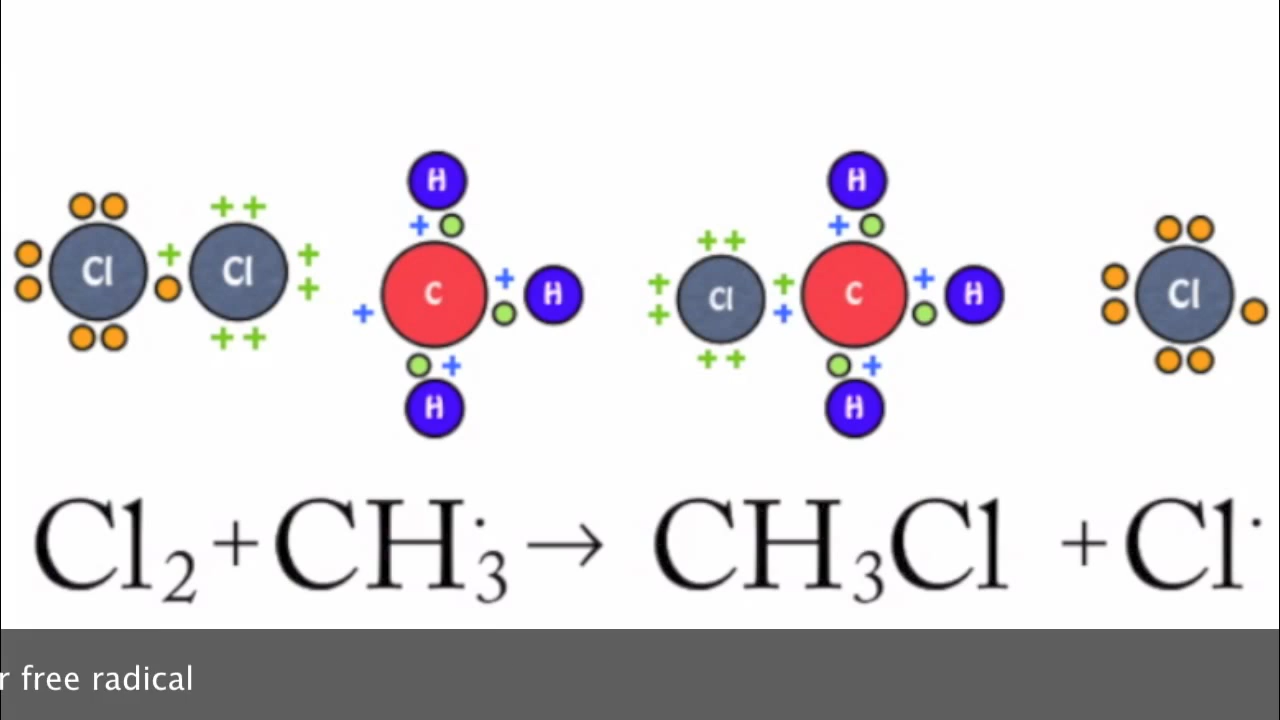 H H
Cl Cl C H Cl C H Cl
H H
Cl₂ + CH₃˙ → CH₃Cl + Cl˙
r free radical